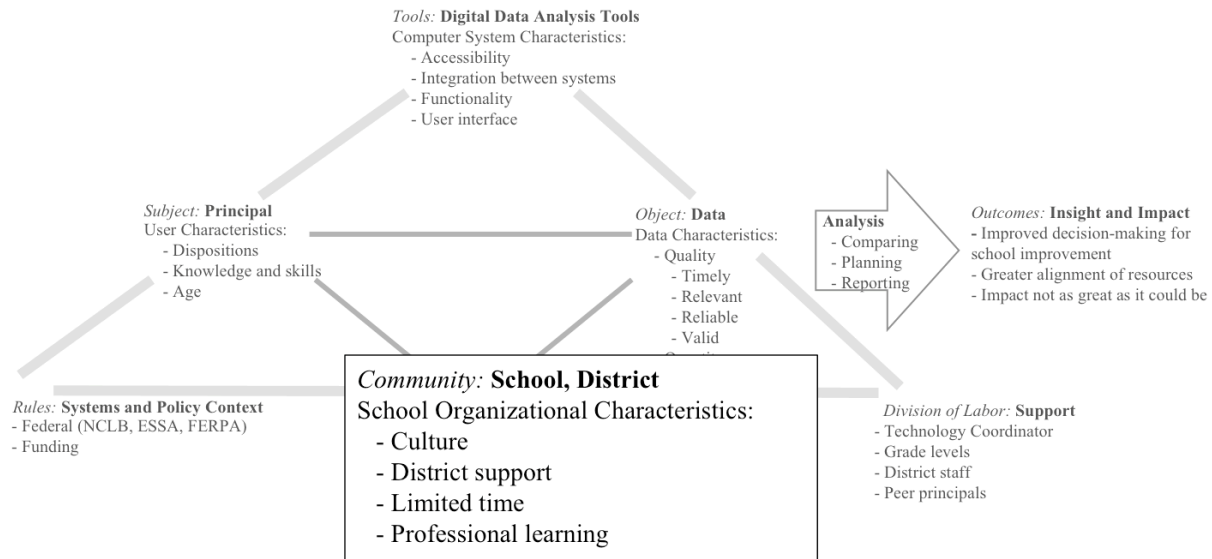 Tools: Digital Data Analysis Tools
Computer System Characteristics:
- Accessibility
- Integration between systems
- Functionality
- User interface
Subject: Principal
User Characteristics:
- Dispositions
- Knowledge and skills
- Age
Object: Data
Data Characteristics:
- Quality
- Timely
- Relevant
- Reliable
- Valid
Analysis
- Comparing
- Planning
- Reporting
Outcomes: Insight and Impact
- Improved decision-making for
school improvement
- Greater alignment of resources
- Impact not as great as it could be
Rules: Systems and Policy Context
- Federal (NCLB, ESSA, FERPA)
- Funding
Community: School, District
School Organizational Characteristics:
- Culture
- District support
- Limited time
- Professional learning
Division of Labor: Support
- Technology Coordinator
- Grade levels
- District staff
- Peer principals